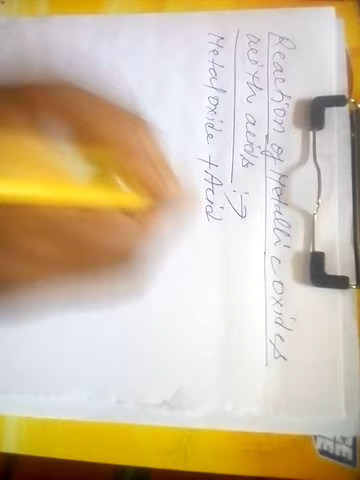 Reaction of Metallic oxides
with acids :→
Metal oxide + Acid